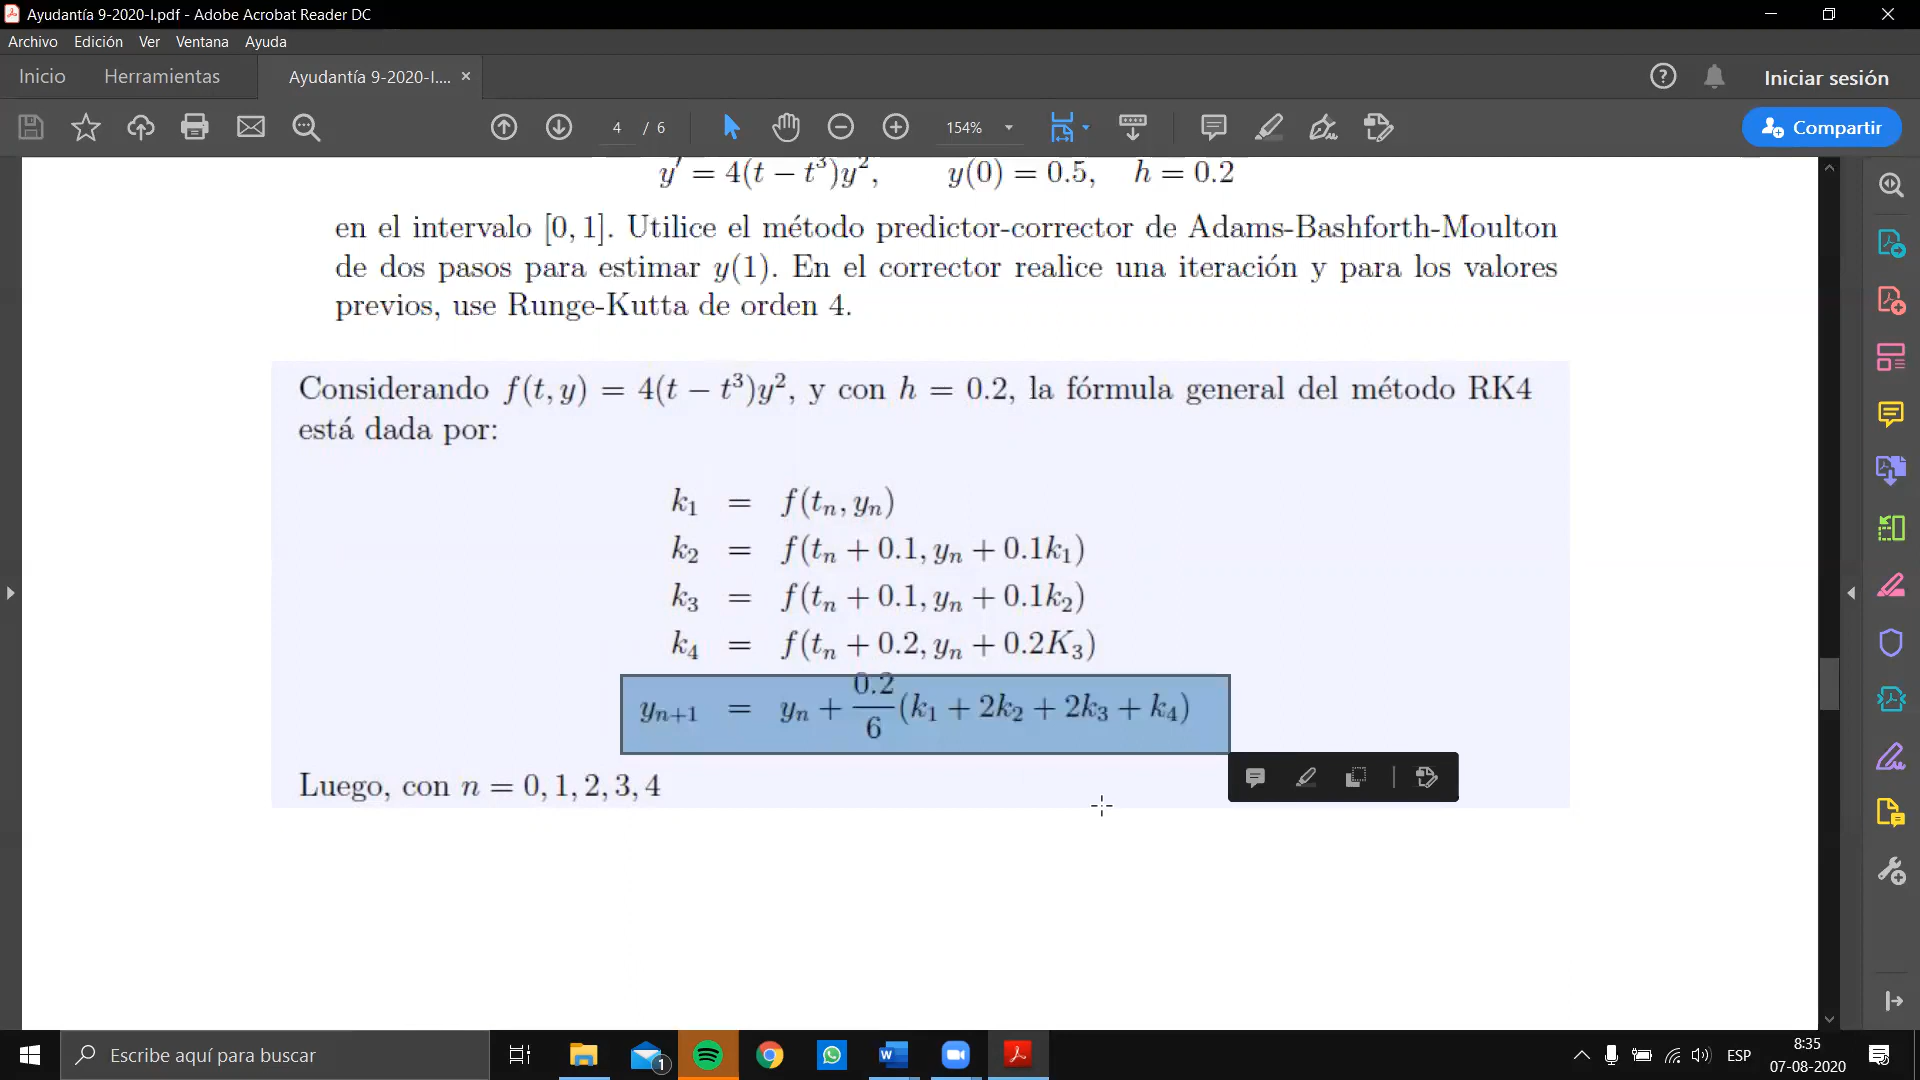 Ayudantía 9-2020-I.pdf - Adobe Acrobat Reader DC
Archivo Edición Ver Ventana Ayuda
Inicio Herramientas Ayudantía 9-2020-I.... × Iniciar sesión
4 / 6 154% Compartir
y′ = 4(t − t³)y², y(0) = 0.5, h = 0.2
en el intervalo [0, 1]. Utilice el método predictor-corrector de Adams-Bashforth-Moulton
de dos pasos para estimar y(1). En el corrector realice una iteración y para los valores
previos, use Runge-Kutta de orden 4.
Considerando f(t, y) = 4(t − t³)y², y con h = 0.2, la fórmula general del método RK4
está dada por:
k₁ = f(tₙ, yₙ)
k₂ = f(tₙ + 0.1, yₙ + 0.1k₁)
k₃ = f(tₙ + 0.1, yₙ + 0.1k₂)
k₄ = f(tₙ + 0.2, yₙ + 0.2K₃)
yₙ₊₁ = yₙ + 0.2/6 (k₁ + 2k₂ + 2k₃ + k₄)
Luego, con n = 0, 1, 2, 3, 4
Escribe aquí para buscar 1 ESP 8:35
07-08-2020